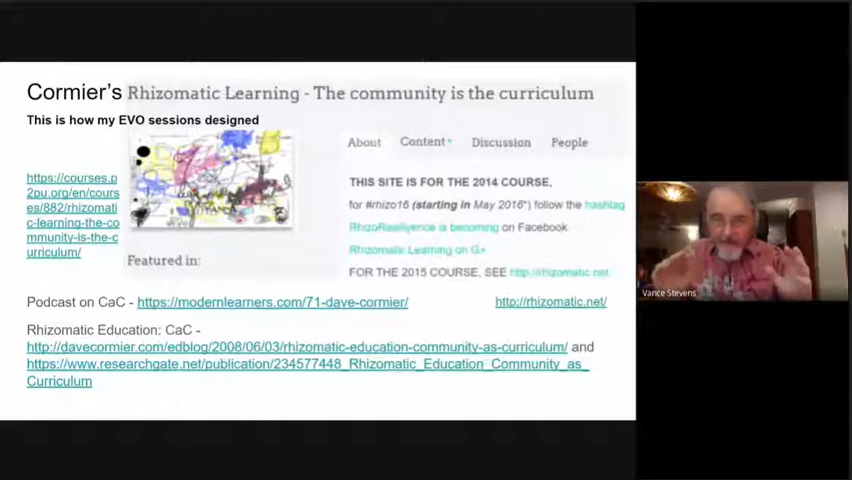 Cormier's Rhizomatic Learning - The community is the curriculum
This is how my EVO sessions designed
About Content Discussion People
https://courses.p
2pu.org/en/cours
es/882/rhizomati
c-learning-the-co
mmunity-is-the-c
urriculum/
THIS SITE IS FOR THE 2014 COURSE,
for #rhizo16 (starting in May 2016") follow the hashtag
RhizoResiliyence is becoming on Facebook
Rhizomatic Learning on G+
Featured in:
FOR THE 2015 COURSE, SEE http://rhizomatic.net
Podcast on CaC - https://modernlearners.com/71-dave-cormier/
http://rhizomatic.net/
Rhizomatic Education: CaC -
http://davecormier.com/edblog/2008/06/03/rhizomatic-education-community-as-curriculum/ and
https://www.researchgate.net/publication/234577448_Rhizomatic_Education_Community_as_
Curriculum
Vance Stevens